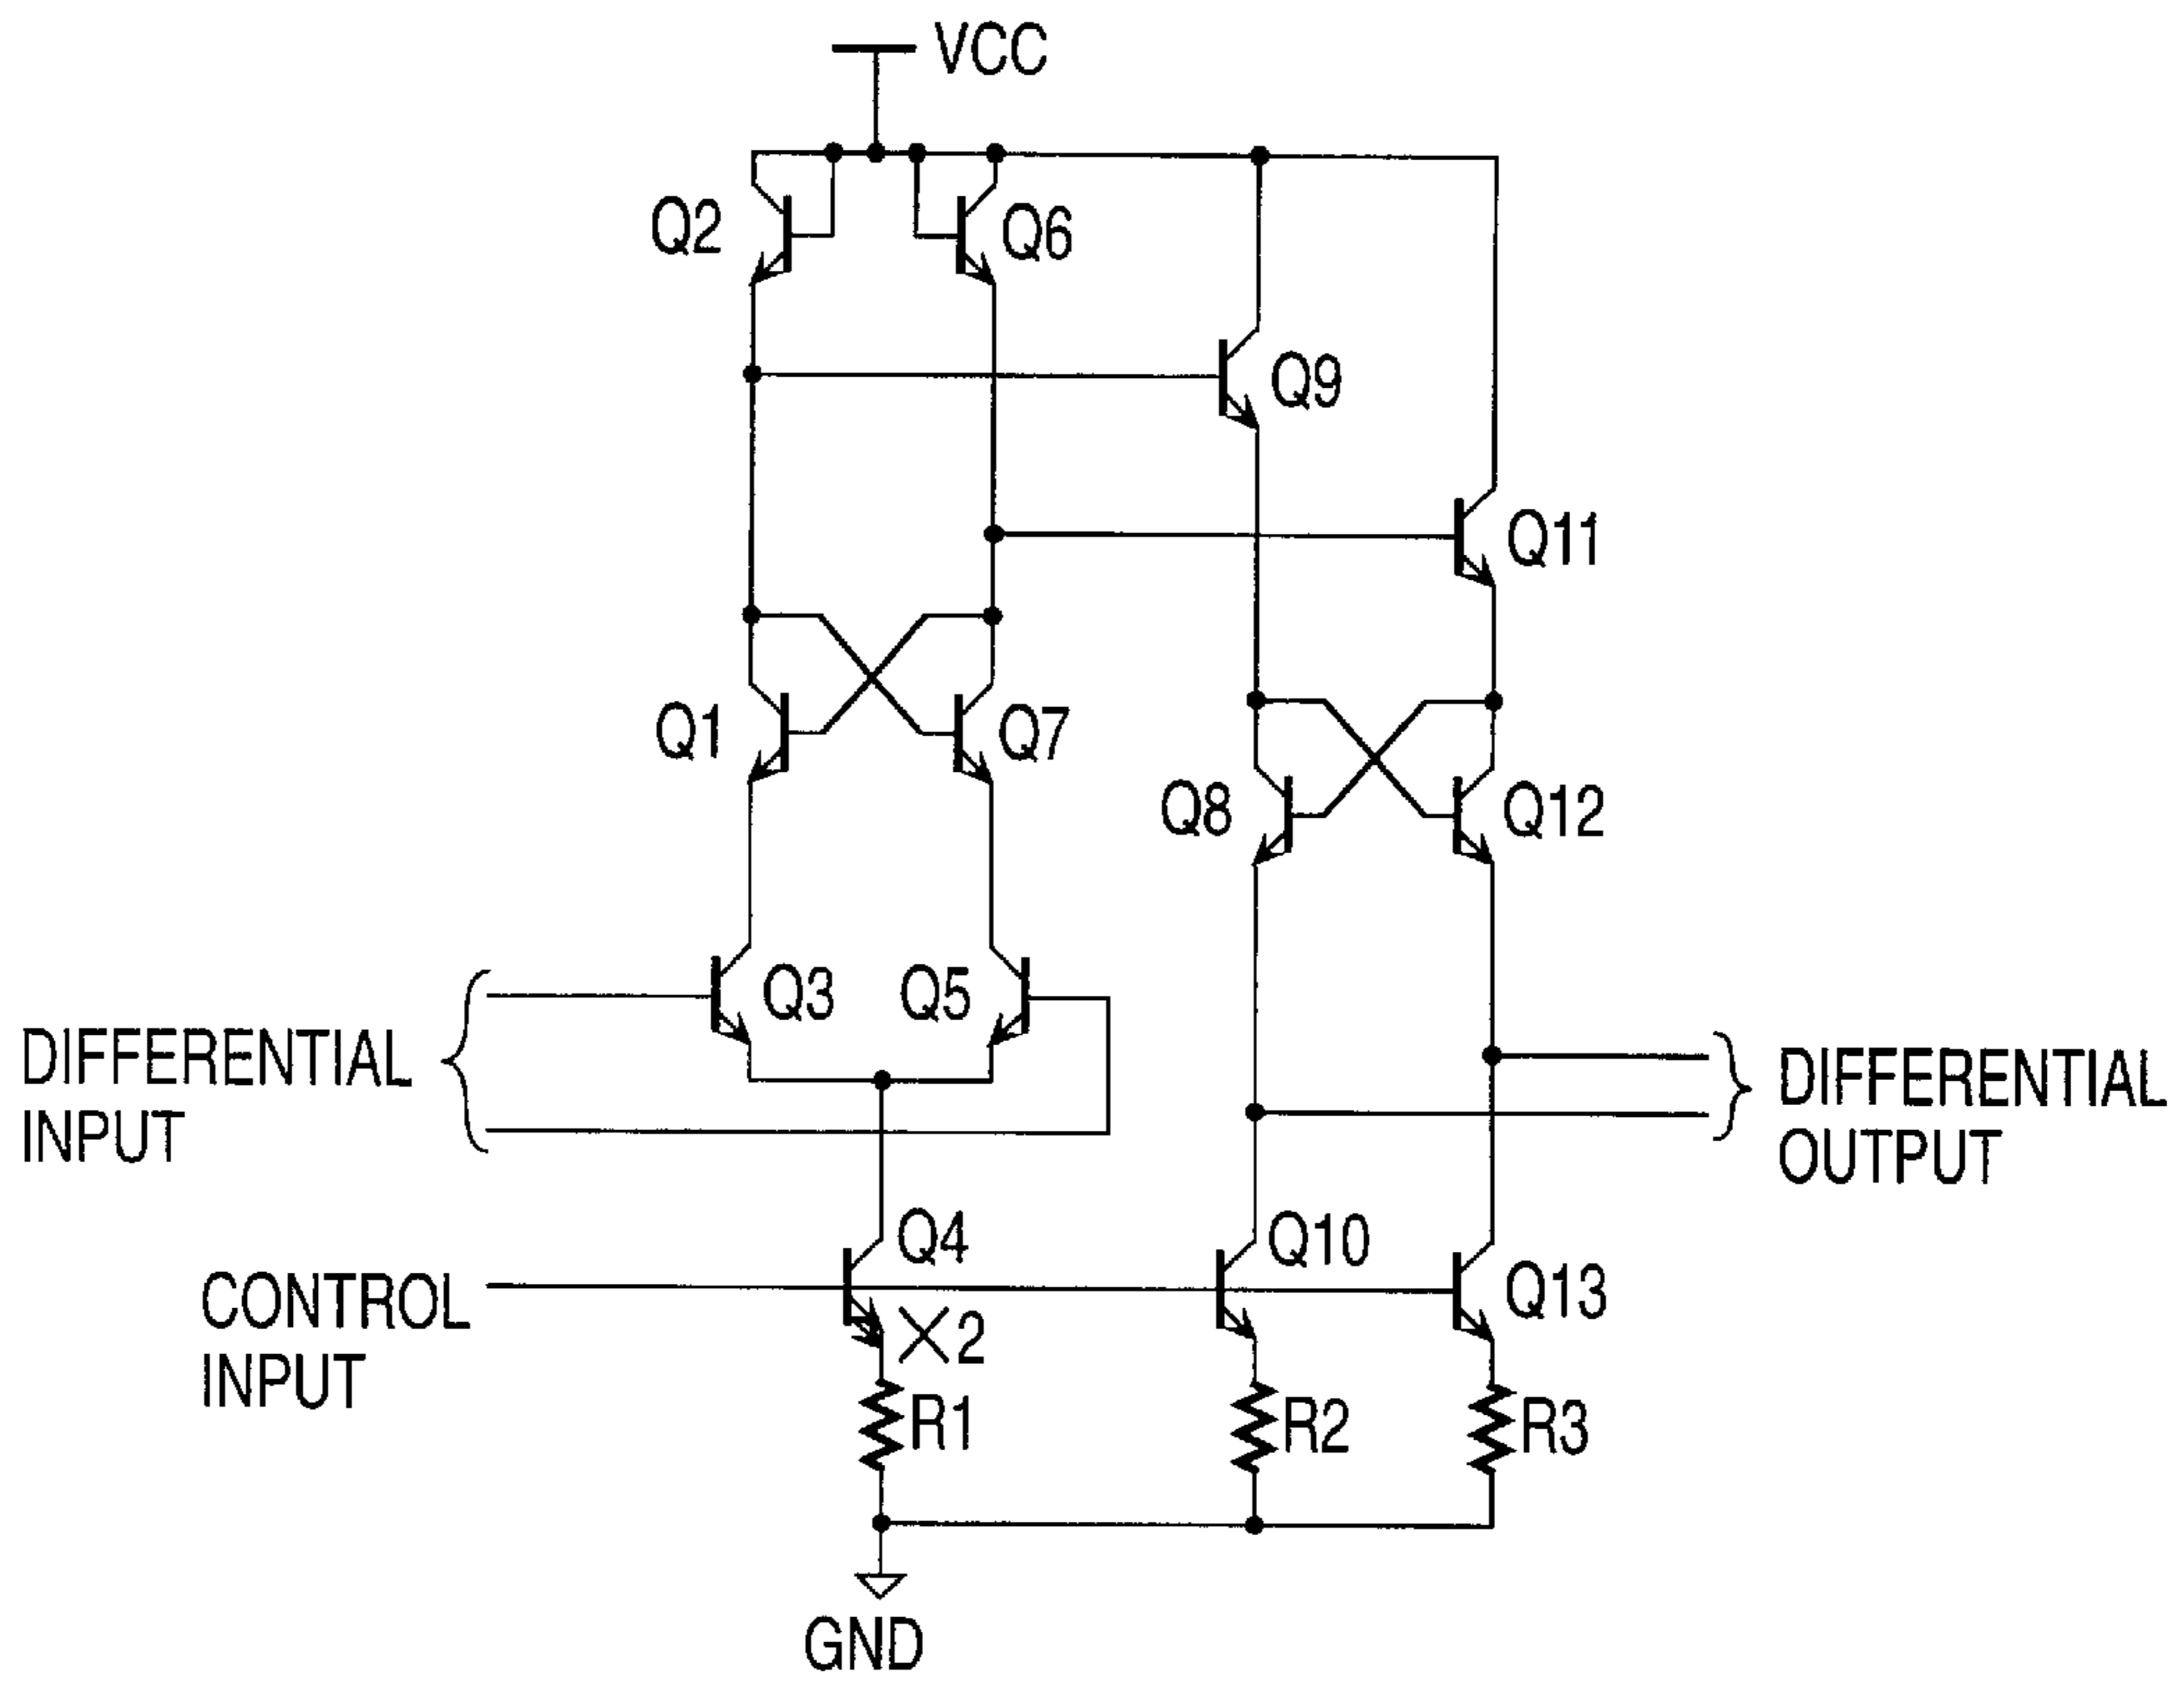 VCC
Q2
Q6
Q9
Q11
Q1
Q7
Q8
Q12
Q3
Q5
DIFFERENTIAL
INPUT
DIFFERENTIAL
OUTPUT
Q4
Q10
CONTROL
INPUT
×2
Q13
R1
R2
R3
GND